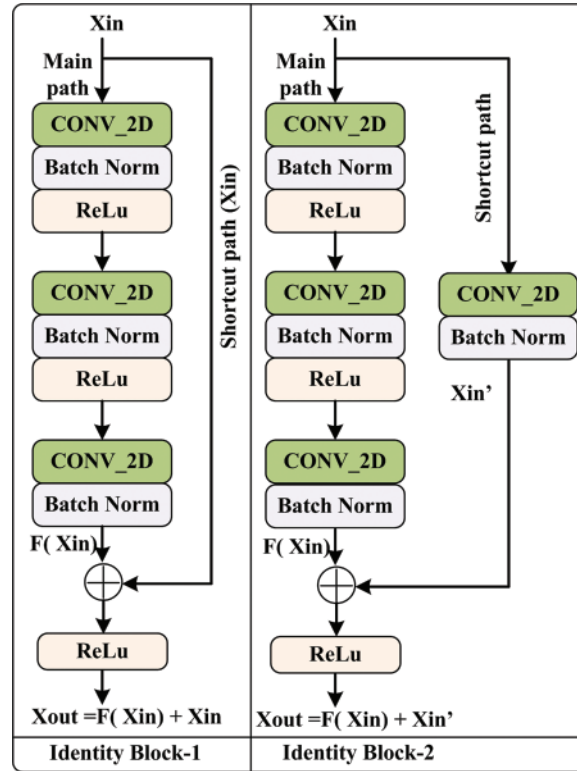 Xin
Main
path
CONV_2D
Batch Norm
ReLu
CONV_2D
Batch Norm
ReLu
CONV_2D
Batch Norm
F( Xin)
Shortcut path (Xin)
ReLu
Xout =F( Xin) + Xin
Identity Block-1
Xin
Main
path
CONV_2D
Batch Norm
ReLu
CONV_2D
Batch Norm
ReLu
CONV_2D
Batch Norm
F( Xin)
Shortcut path
CONV_2D
Batch Norm
Xin’
ReLu
Xout =F( Xin) + Xin’
Identity Block-2